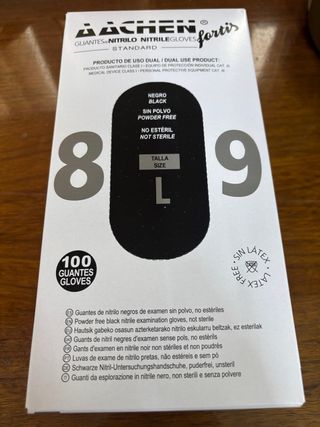 AACHEN®
fortis
GUANTES DE NITRILO NITRILE GLOVES
STANDARD
PRODUCTO DE USO DUAL / DUAL USE PRODUCT:
PRODUCTO SANITARIO CLASE I - EQUIPO DE PROTECCIÓN INDIVIDUAL CAT. III
MEDICAL DEVICE CLASS I - PERSONAL PROTECTIVE EQUIPMENT CAT. III
NEGRO
BLACK
SIN POLVO
POWDER FREE
NO ESTÉRIL
NOT STERILE
TALLA
SIZE
L
8
9
100
GUANTES
GLOVES
• SIN LÁTEX •
LATEX FREE
ES Guantes de nitrilo negros de examen sin polvo, no estériles
EN Powder free black nitrile examination gloves, not sterile
Hautsik gabeko osasun azterketarako nitrilo eskularru beltzak, ez esterilak
Guants de nitril negres d'examen sense pols, no estèrils
FR Gants d'examen en nitrile noir non stériles et non poudrés
Luvas de exame de nitrilo pretas, não estéreis e sem pó
DE Schwarze Nitril-Untersuchungshandschuhe, puderfrei, unsteril
IT Guanti da esplorazione in nitrile nero, non sterili e senza polvere